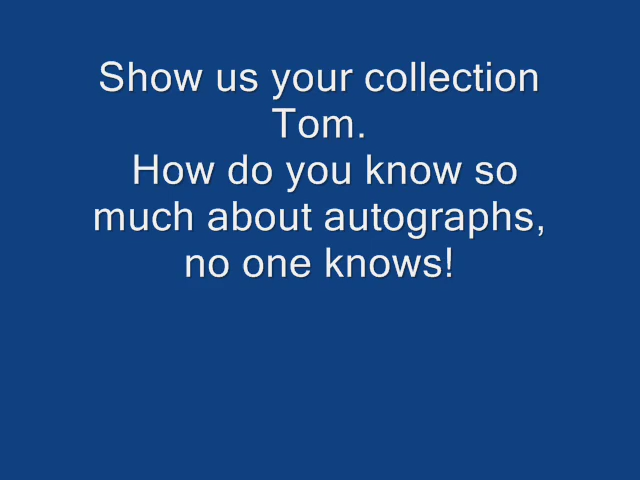 Show us your collection
Tom.
How do you know so
much about autographs,
no one knows!